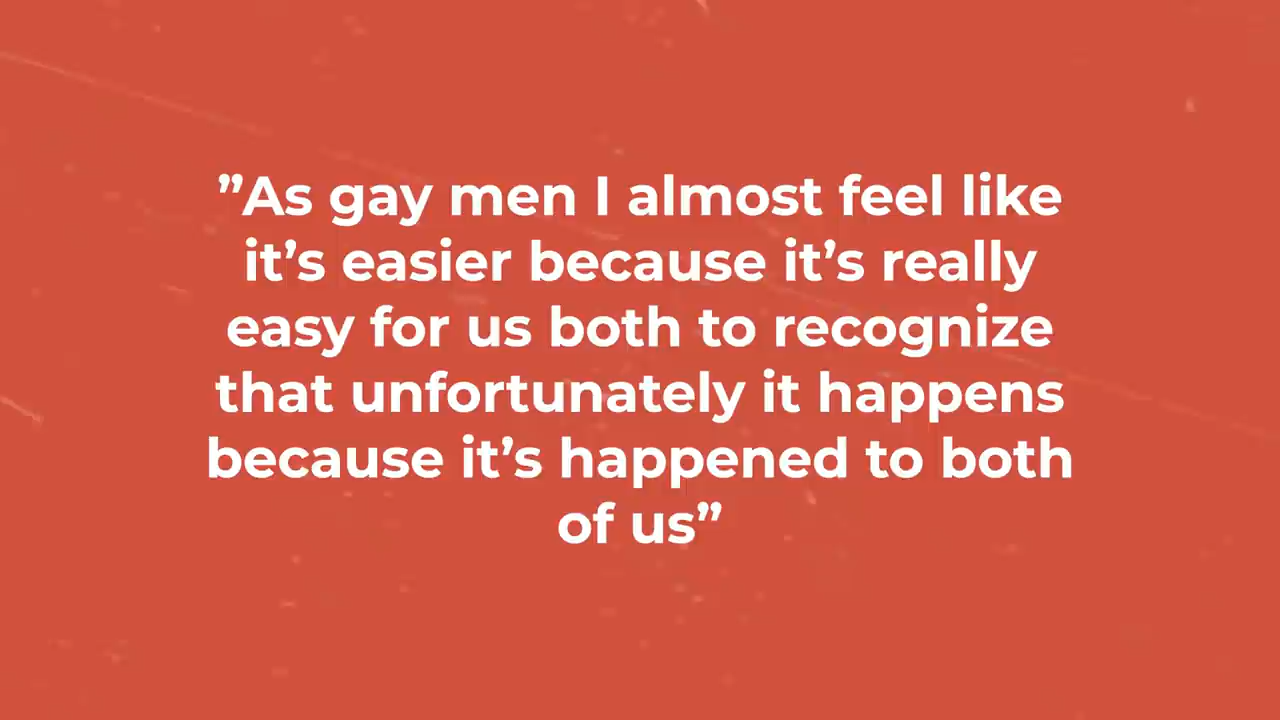 ”As gay men I almost feel like
it’s easier because it’s really
easy for us both to recognize
that unfortunately it happens
because it’s happened to both
of us”